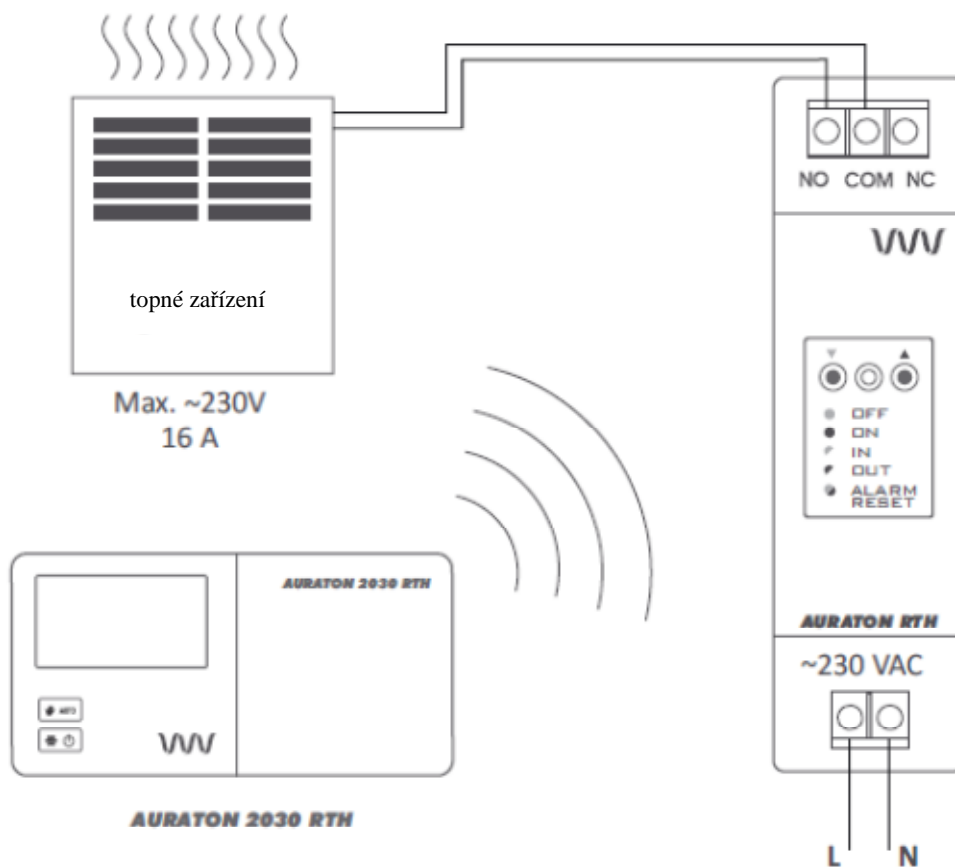 NO COM NC
topné zařízení
Max. ~230V
16 A
OFF
ON
IN
OUT
ALARM
RESET
AURATON 2030 RTH
AURATON RTH
~230 VAC
AURATON 2030 RTH
L N